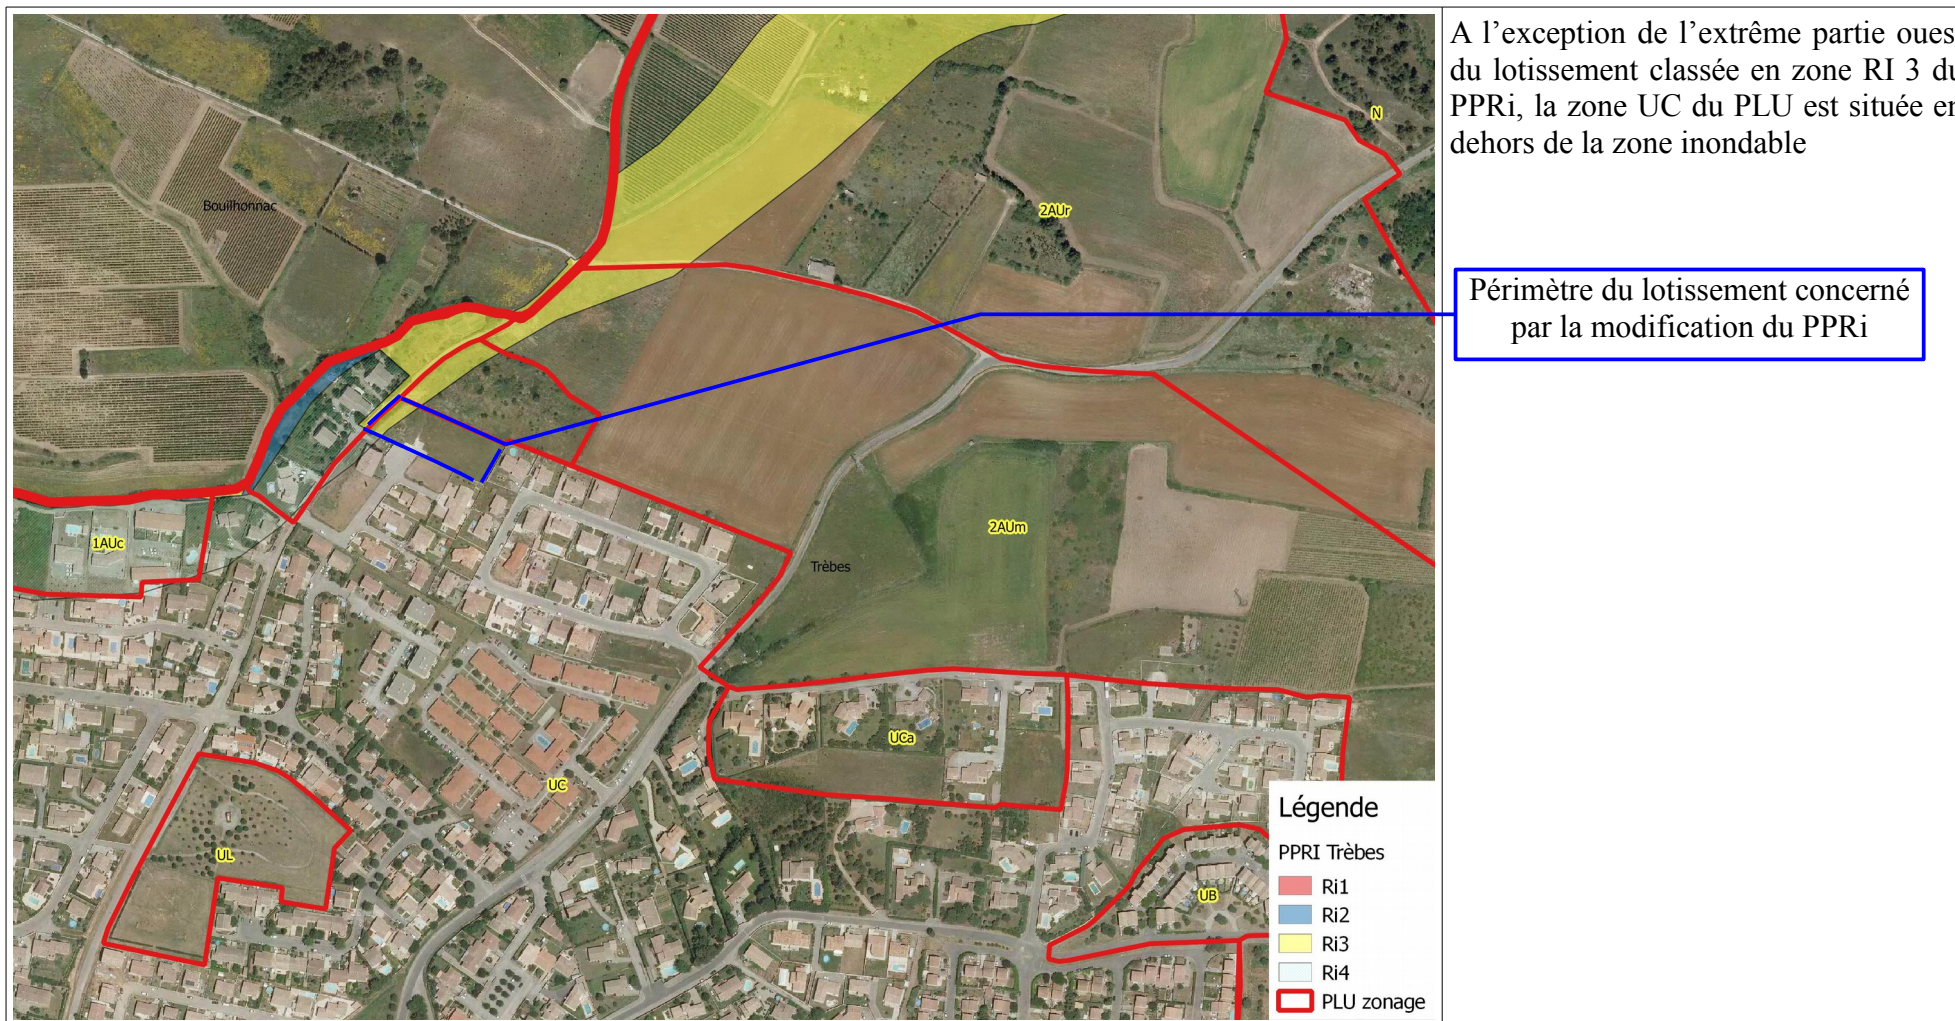 A l’exception de l’extrême partie oues
du lotissement classée en zone RI 3 du
PPRi, la zone UC du PLU est située en
dehors de la zone inondable
Périmètre du lotissement concerné
par la modification du PPRi
N
Bouilhonnac
2AUr
1AUc
2AUm
Trèbes
UCa
UC
UL
UB
Légende
PPRI Trèbes
Ri1
Ri2
Ri3
Ri4
PLU zonage